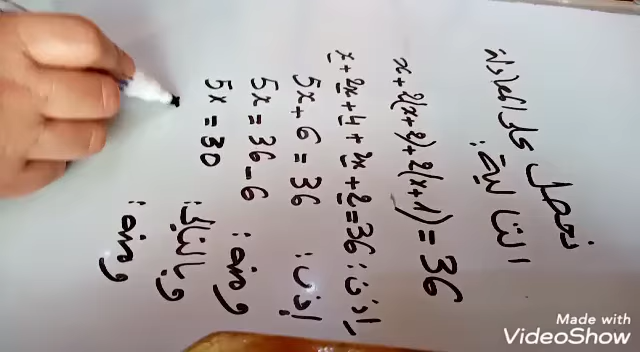 نحصل على المعادلة
التالية:
x+2(x+2)+2(x+1)=36
x+2x+4+2x+2=36 : إذن
5x+6=36 : إذن
5x=36-6 : ومنه
5x=30 وبالتالي :
ومنه :
Made with
VideoShow